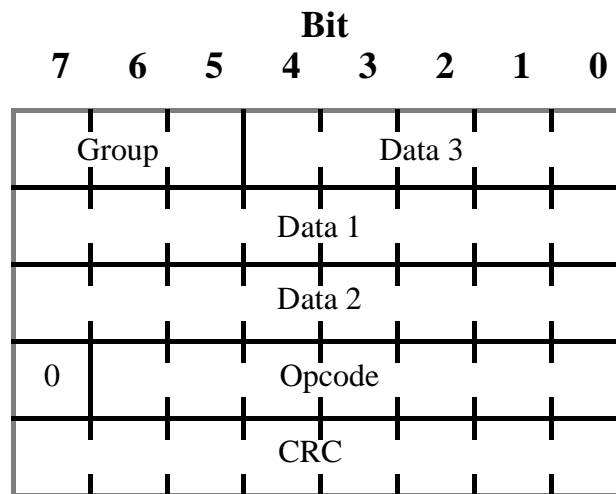 Bit
7 6 5 4 3 2 1 0
Group Data 3
Data 1
Data 2
0 Opcode
CRC